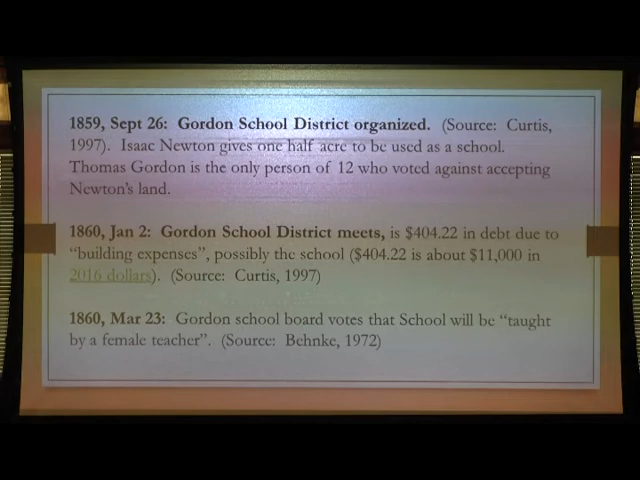 1859, Sept 26: Gordon School District organized. (Source: Curtis,
1997). Isaac Newton gives one half acre to be used as a school.
Thomas Gordon is the only person of 12 who voted against accepting
Newton's land.
1860, Jan 2: Gordon School District meets, is $404.22 in debt due to
"building expenses", possibly the school ($404.22 is about $11,000 in
2016 dollars). (Source: Curtis, 1997)
1860, Mar 23: Gordon school board votes that School will be "taught
by a female teacher". (Source: Behnke, 1972)